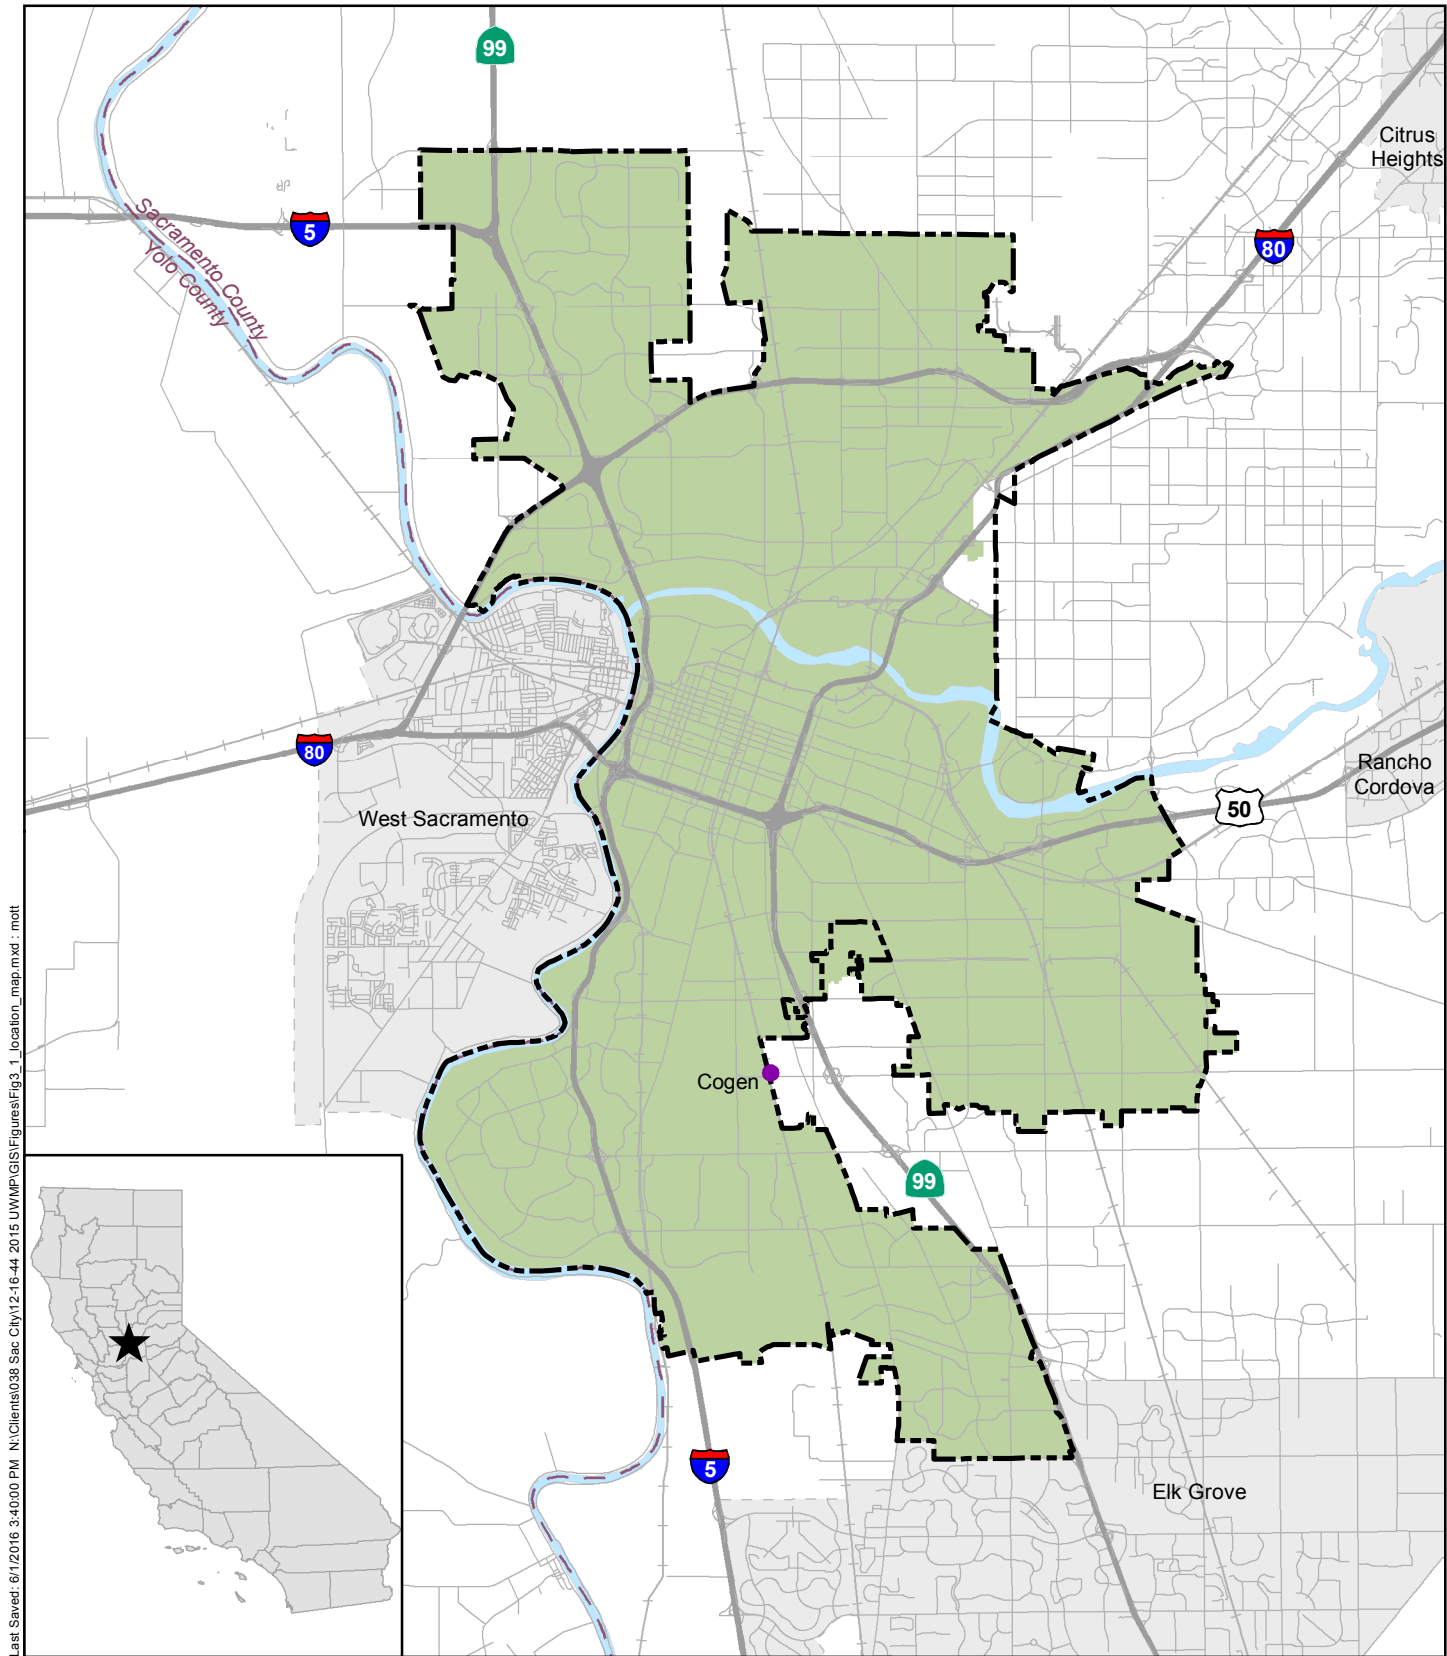 99
Citrus
Heights
5
80
Sacramento County
Yolo County
80
West Sacramento
Rancho
Cordova
50
Cogen
99
5
Elk Grove
Last Saved: 6/1/2016 3:40:00 PM N:\Clients\038 Sac City\12-16-44 2015 UWMP\GIS\Figures\Fig3_1_location_map.mxd : mott